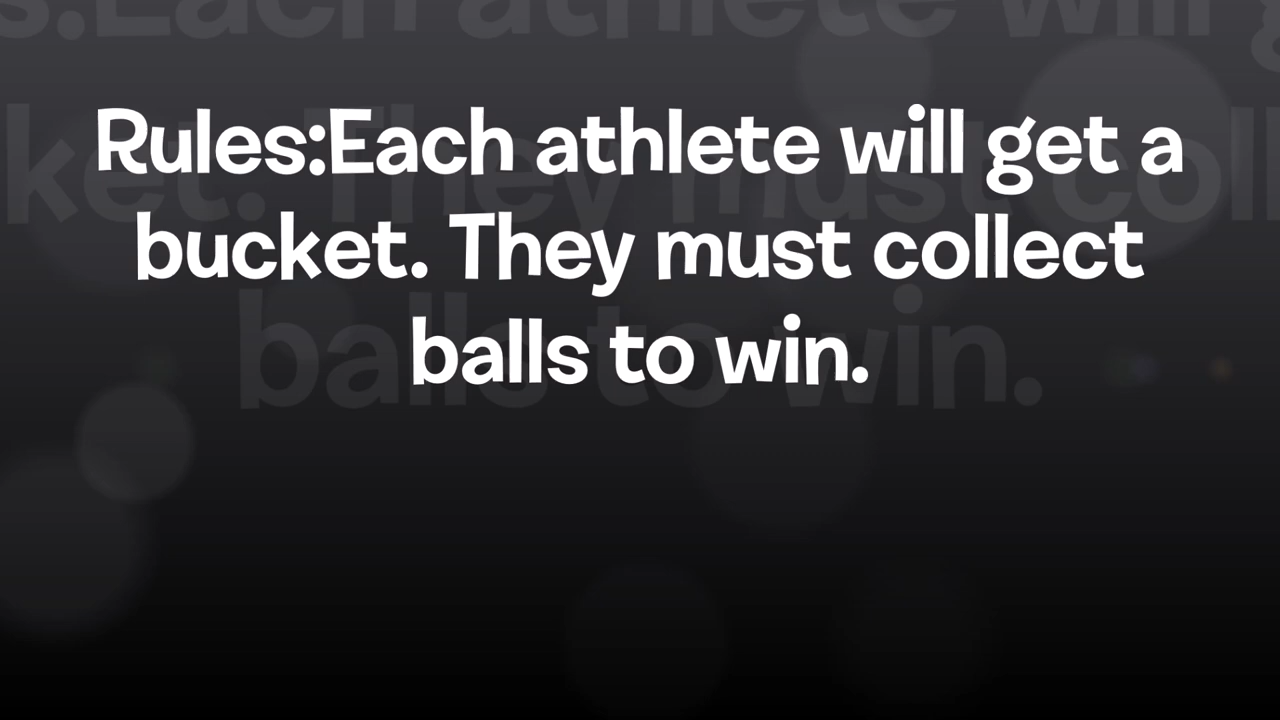 Rules:Each athlete will get a
bucket. They must collect
balls to win.